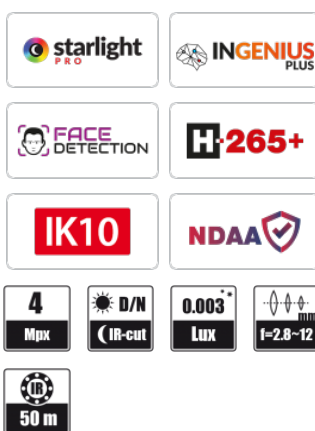 starlight
PRO
INGENIUS
PLUS
FACE
DETECTION
H·265+
IK10
NDAA
4
Mpx
D/N
IR-cut
0.003
Lux
mm
f=2.8~12
IR
50 m